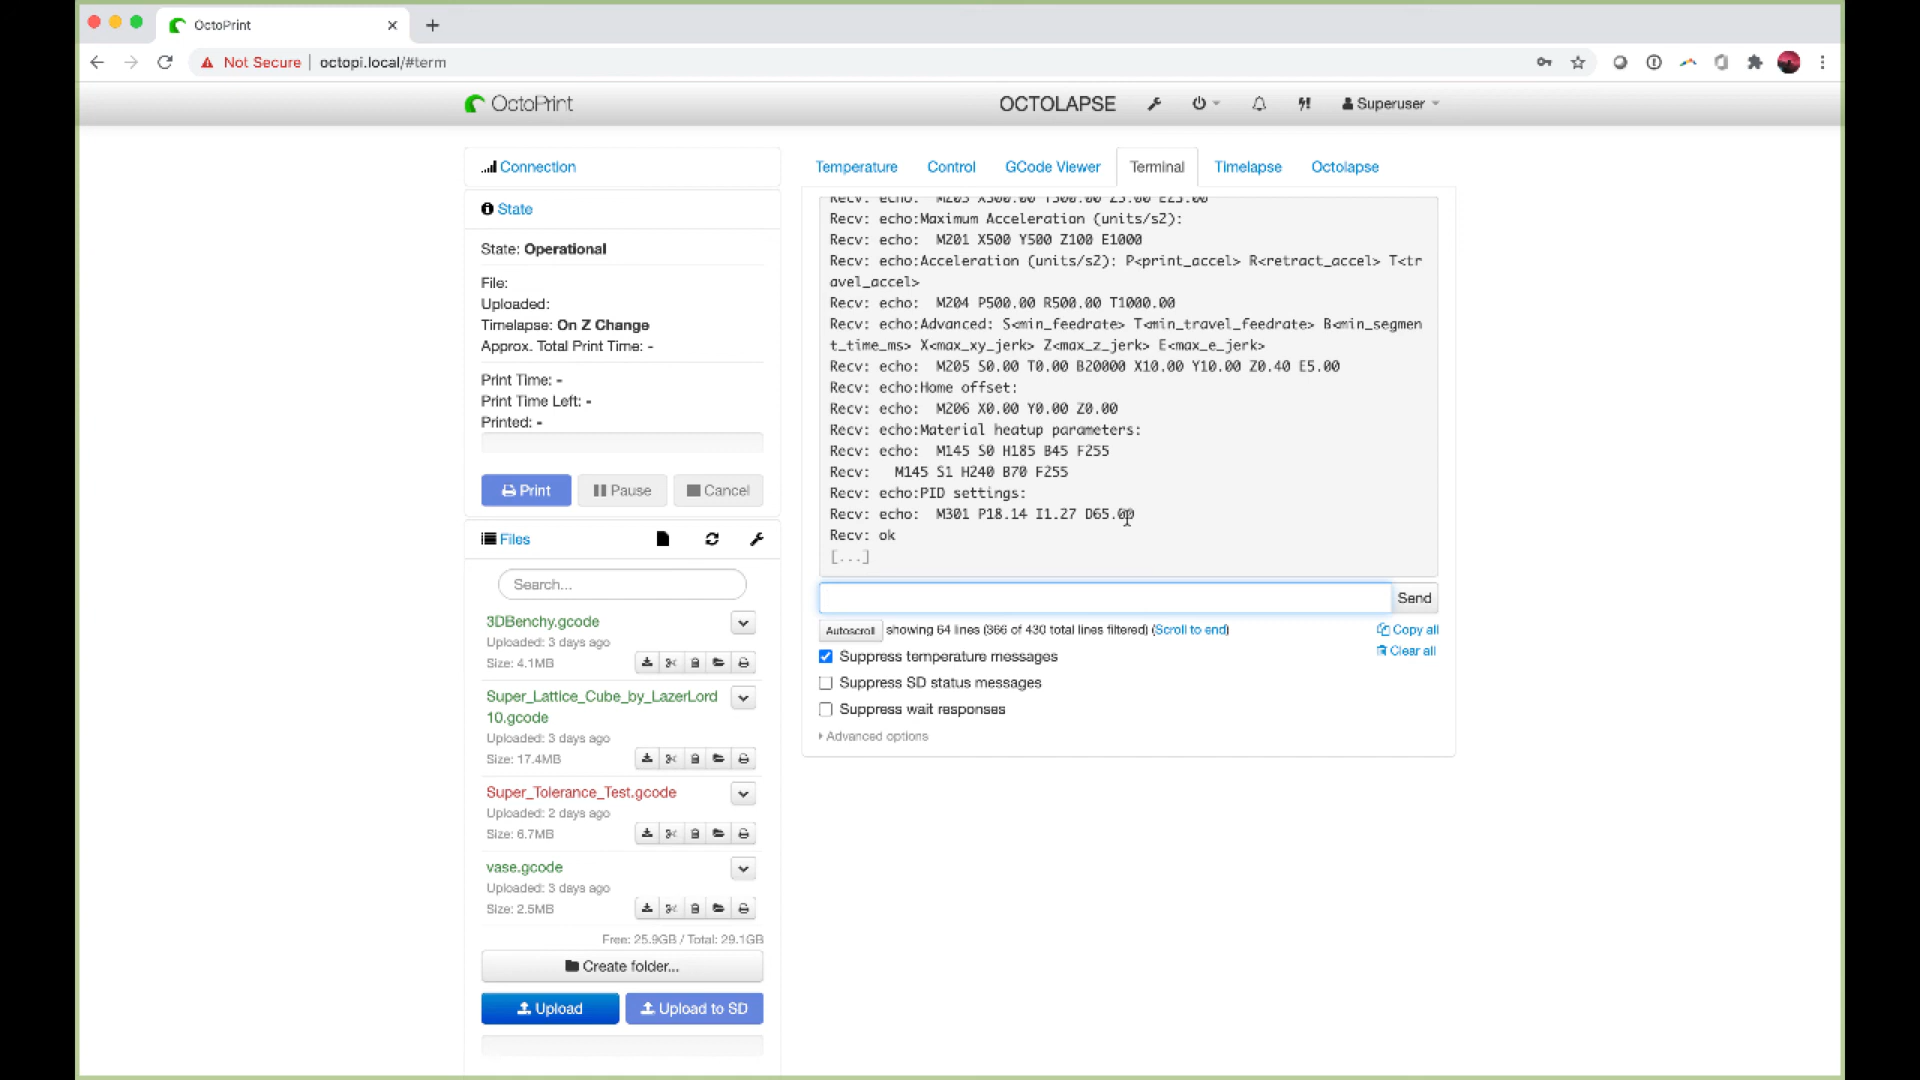 OctoPrint
Not Secure octopi.local/#term
OctoPrint
OCTOLAPSE
Superuser
Connection
State
State: Operational
File:
Uploaded:
Timelapse: On Z Change
Approx. Total Print Time: -
Print Time: -
Print Time Left: -
Printed: -
Print
Pause
Cancel
Files
Search...
3DBenchy.gcode
Uploaded: 3 days ago
Size: 4.1MB
Super_Lattice_Cube_by_LazerLord
10.gcode
Uploaded: 3 days ago
Size: 17.4MB
Super_Tolerance_Test.gcode
Uploaded: 2 days ago
Size: 6.7MB
vase.gcode
Uploaded: 3 days ago
Size: 2.5MB
Free: 25.9GB / Total: 29.1GB
Create folder...
Upload
Upload to SD
Temperature
Control
GCode Viewer
Terminal
Timelapse
Octolapse
Recv: echo:
Recv: echo:Maximum Acceleration (units/s2):
Recv: echo:  M201 X500 Y500 Z100 E1000
Recv: echo:Acceleration (units/s2): P<print_accel> R<retract_accel> T<tr
avel_accel>
Recv: echo:  M204 P500.00 R500.00 T1000.00
Recv: echo:Advanced: S<min_feedrate> T<min_travel_feedrate> B<min_segmen
t_time_ms> X<max_xy_jerk> Z<max_z_jerk> E<max_e_jerk>
Recv: echo:  M205 S0.00 T0.00 B20000 X10.00 Y10.00 Z0.40 E5.00
Recv: echo:Home offset:
Recv: echo:  M206 X0.00 Y0.00 Z0.00
Recv: echo:Material heatup parameters:
Recv: echo:  M145 S0 H185 B45 F255
Recv:   M145 S1 H240 B70 F255
Recv: echo:PID settings:
Recv: echo:  M301 P18.14 I1.27 D65.00
Recv: ok
[...]
Send
Autoscroll showing 64 lines (366 of 430 total lines filtered) (Scroll to end)
Copy all
Clear all
Suppress temperature messages
Suppress SD status messages
Suppress wait responses
Advanced options